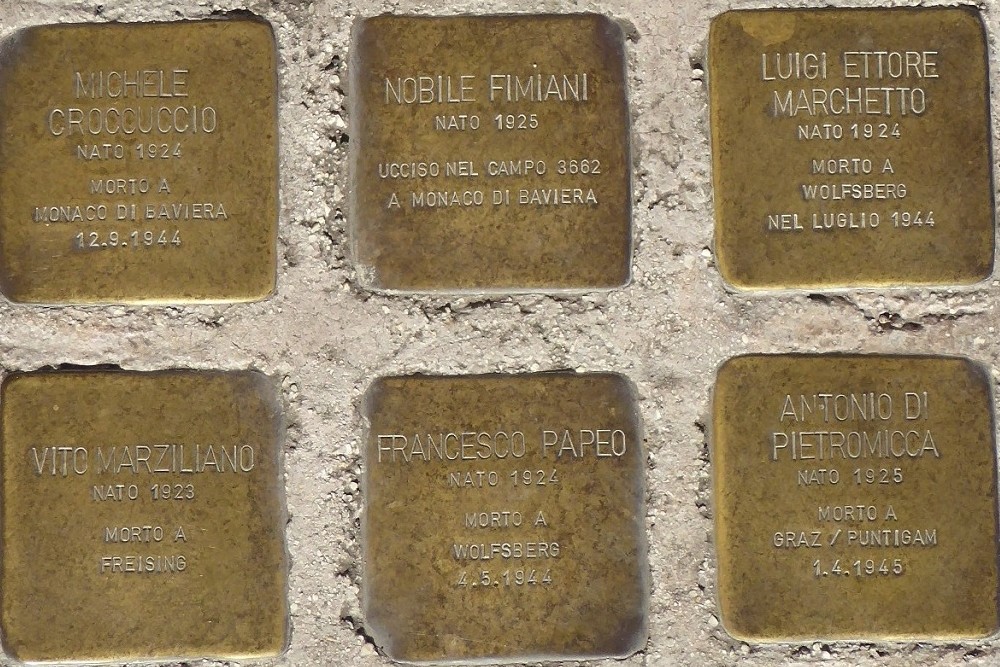 MICHELE
CROCCUCCIO
NATO 1924
MORTO A
MONACO DI BAVIERA
12.9.1944
NOBILE FIMIANI
NATO 1925
UCCISO NEL CAMPO 3662
A MONACO DI BAVIERA
LUIGI ETTORE
MARCHETTO
NATO 1924
MORTO A
WOLFSBERG
NEL LUGLIO 1944
VITO MARZILIANO
NATO 1923
MORTO A
FREISING
FRANCESCO PAPEO
NATO 1924
MORTO A
WOLFSBERG
4.5.1944
ANTONIO DI
PIETROMICCA
NATO 1925
MORTO A
GRAZ / PUNTIGAM
1.4.1945